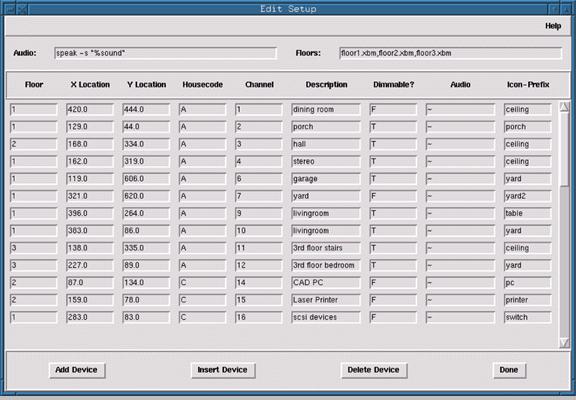 Edit Setup
Help
Audio: speak -s "%sound" Floors: floor1.xbm,floor2.xbm,floor3.xbm
Floor X Location Y Location Housecode Channel Description Dimmable? Audio Icon-Prefix
1 420.0 444.0 A 1 dining room F ~ ceiling
1 129.0 44.0 A 2 porch T ~ porch
2 168.0 334.0 A 3 hall T ~ ceiling
1 162.0 319.0 A 4 stereo T ~ ceiling
1 119.0 606.0 A 6 garage T ~ yard
1 321.0 620.0 A 7 yard F ~ yard2
1 396.0 264.0 A 9 livingroom T ~ table
1 383.0 86.0 A 10 livingroom T ~ yard
3 138.0 335.0 A 11 3rd floor stairs T ~ ceiling
3 227.0 89.0 A 12 3rd floor bedroom T ~ yard
2 87.0 134.0 C 14 CAD PC F ~ pc
2 159.0 78.0 C 15 Laser Printer F ~ printer
1 283.0 83.0 C 16 scsi devices F ~ switch
Add Device Insert Device Delete Device Done